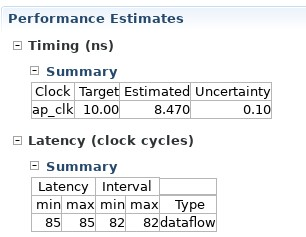 Performance Estimates
Timing (ns)
Summary
Clock Target Estimated Uncertainty
ap_clk 10.00 8.470 0.10
Latency (clock cycles)
Summary
Latency Interval
min max min max Type
85 85 82 82 dataflow